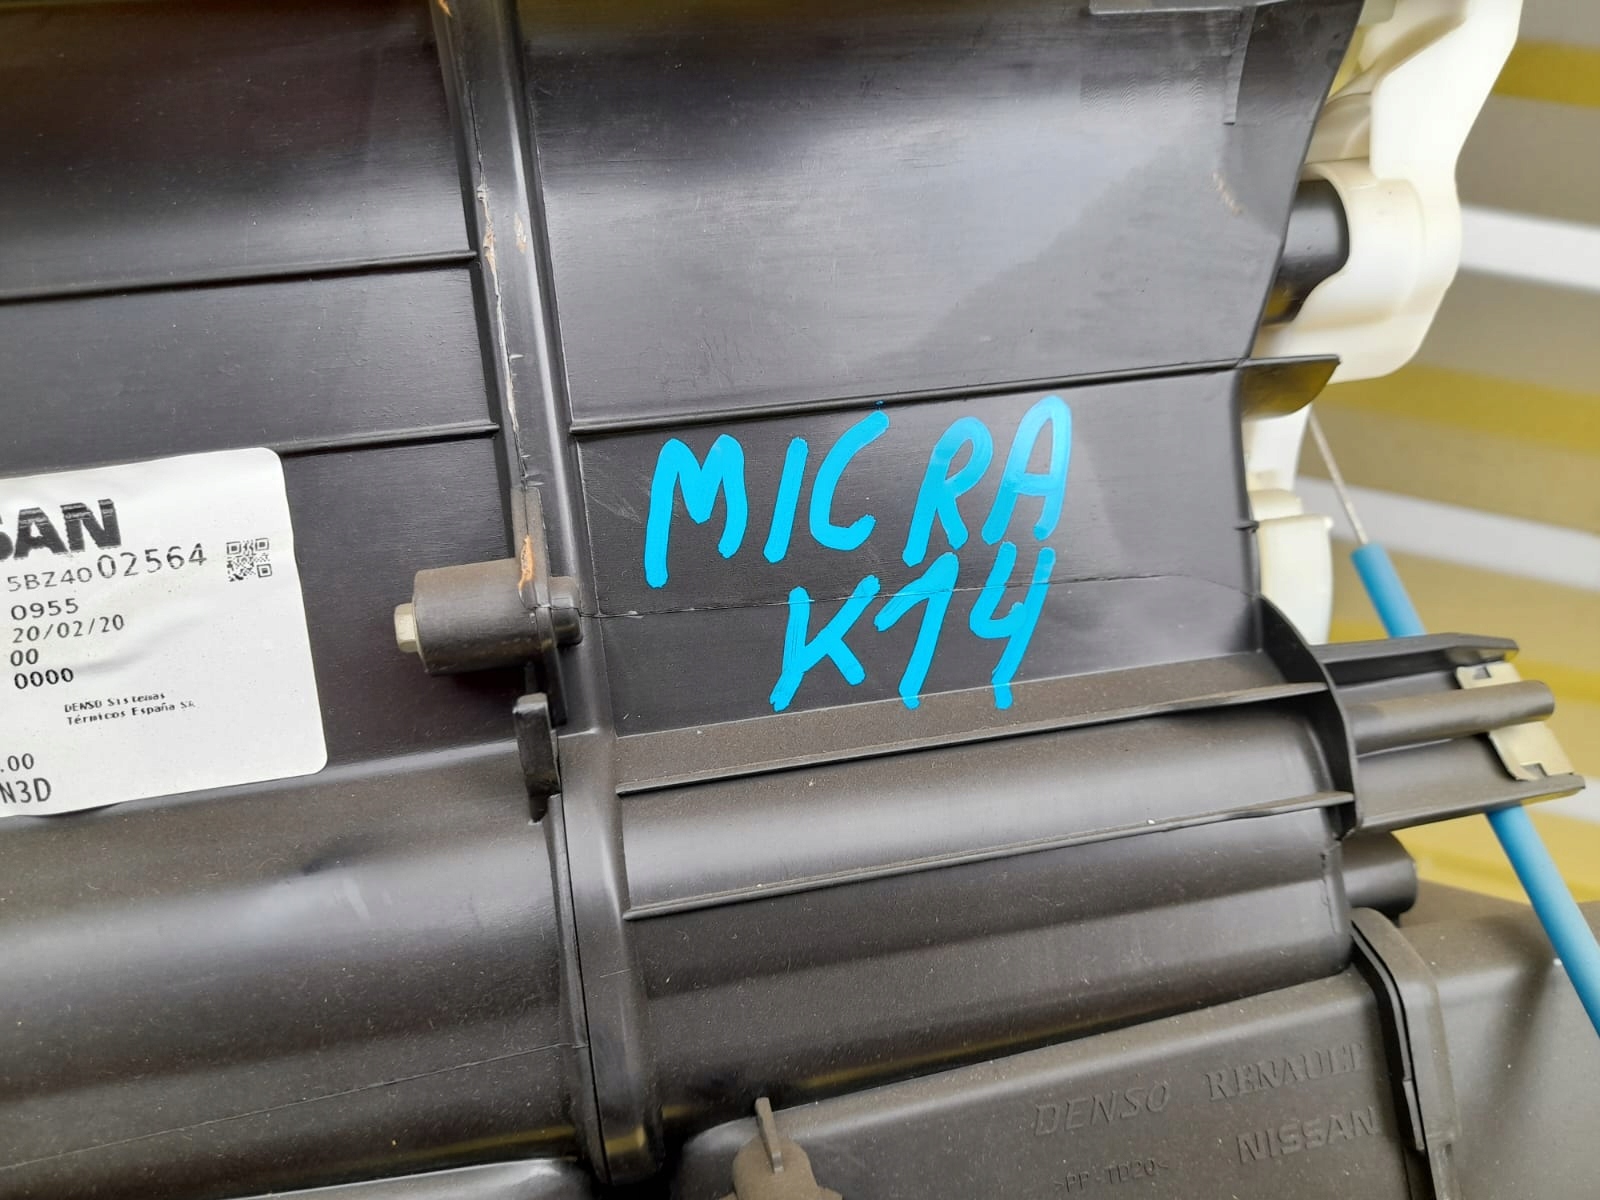 SAN
5BZ4002564
0955
20/02/20
00
0000
DENSO Sistemas
Térmicos España SA
.00
N3D
MICRA
K14
DENSO RENAULT
NISSAN
>PP-TD20<